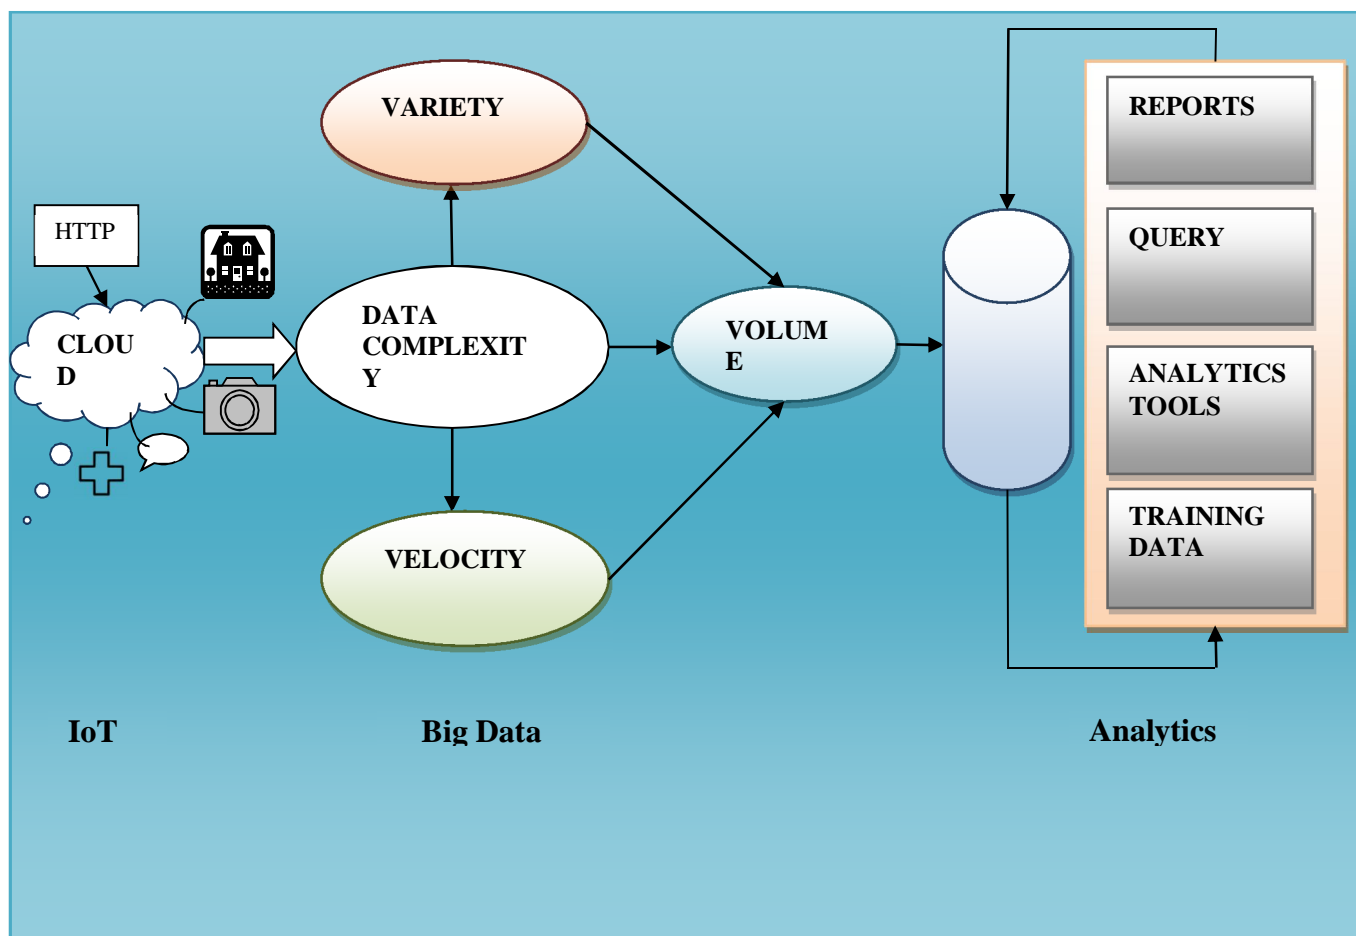 HTTP
CLOU
D
VARIETY
DATA
COMPLEXIT
Y
VELOCITY
VOLUM
E
REPORTS
QUERY
ANALYTICS
TOOLS
TRAINING
DATA
IoT
Big Data
Analytics